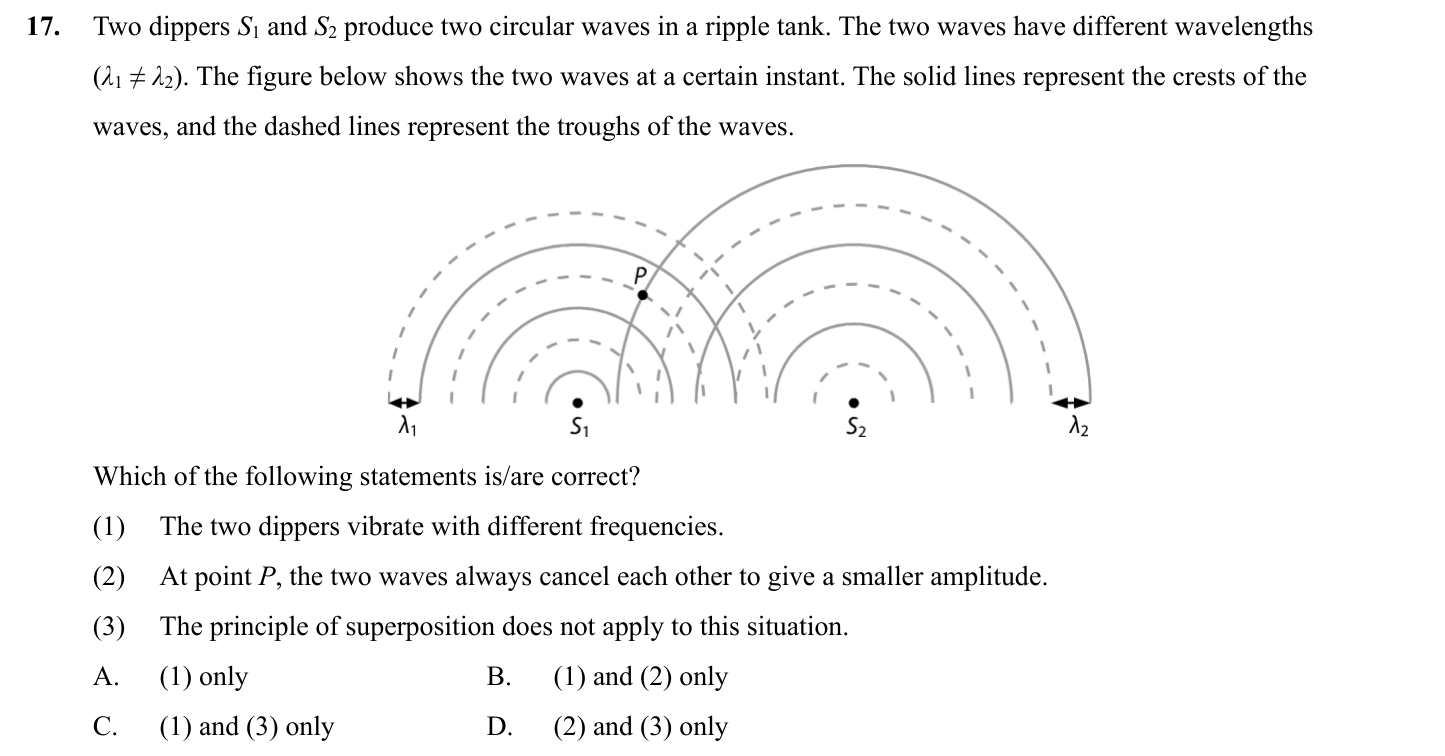 17. Two dippers S₁ and S₂ produce two circular waves in a ripple tank. The two waves have different wavelengths
(λ₁ ≠ λ₂). The figure below shows the two waves at a certain instant. The solid lines represent the crests of the
waves, and the dashed lines represent the troughs of the waves.
P
λ₁ S₁ S₂ λ₂
Which of the following statements is/are correct?
(1) The two dippers vibrate with different frequencies.
(2) At point P, the two waves always cancel each other to give a smaller amplitude.
(3) The principle of superposition does not apply to this situation.
A. (1) only B. (1) and (2) only
C. (1) and (3) only D. (2) and (3) only